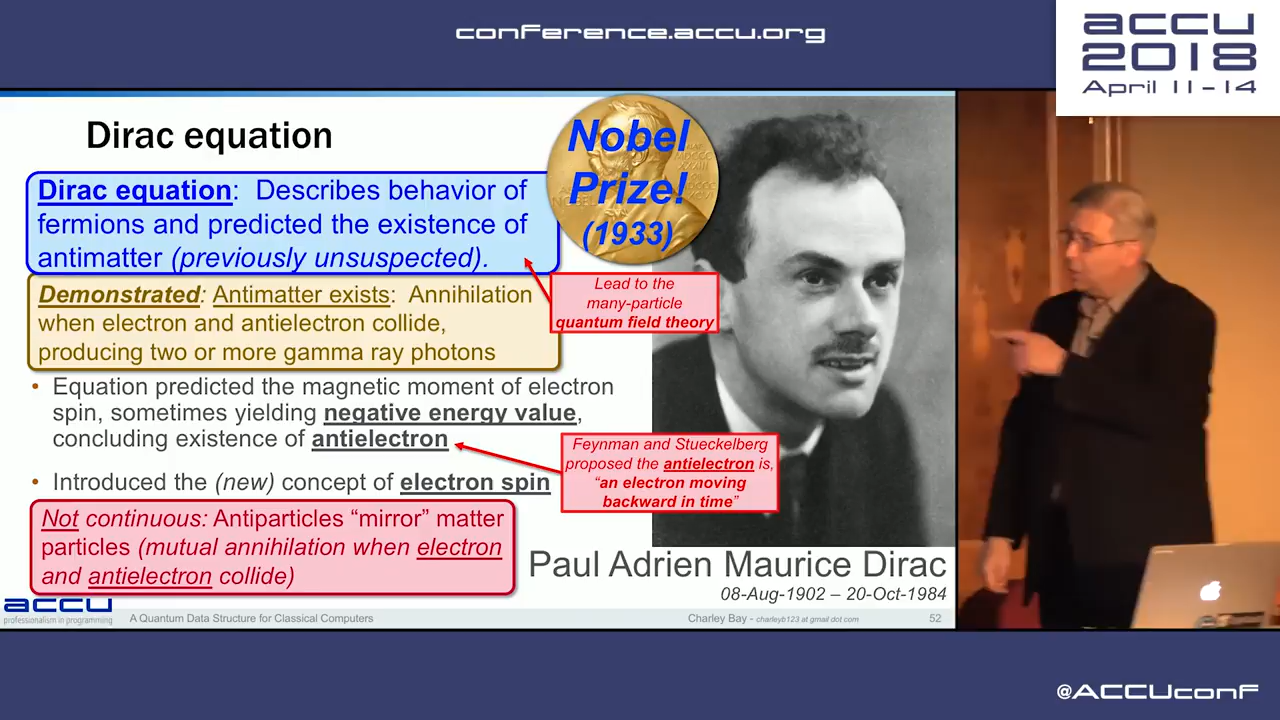 conference.accu.org
accu
2018
April 11-14
Dirac equation
Nobel
Prize!
(1933)
Dirac equation: Describes behavior of
fermions and predicted the existence of
antimatter (previously unsuspected).
Lead to the
many-particle
quantum field theory
Demonstrated: Antimatter exists: Annihilation
when electron and antielectron collide,
producing two or more gamma ray photons
• Equation predicted the magnetic moment of electron
spin, sometimes yielding negative energy value,
concluding existence of antielectron
Feynman and Stueckelberg
proposed the antielectron is,
“an electron moving
backward in time”
• Introduced the (new) concept of electron spin
Not continuous: Antiparticles “mirror” matter
particles (mutual annihilation when electron
and antielectron collide)
Paul Adrien Maurice Dirac
08-Aug-1902 – 20-Oct-1984
accu
professionalism in programming
A Quantum Data Structure for Classical Computers
Charley Bay - charleyb123 at gmail dot com
52
@ACCUconf